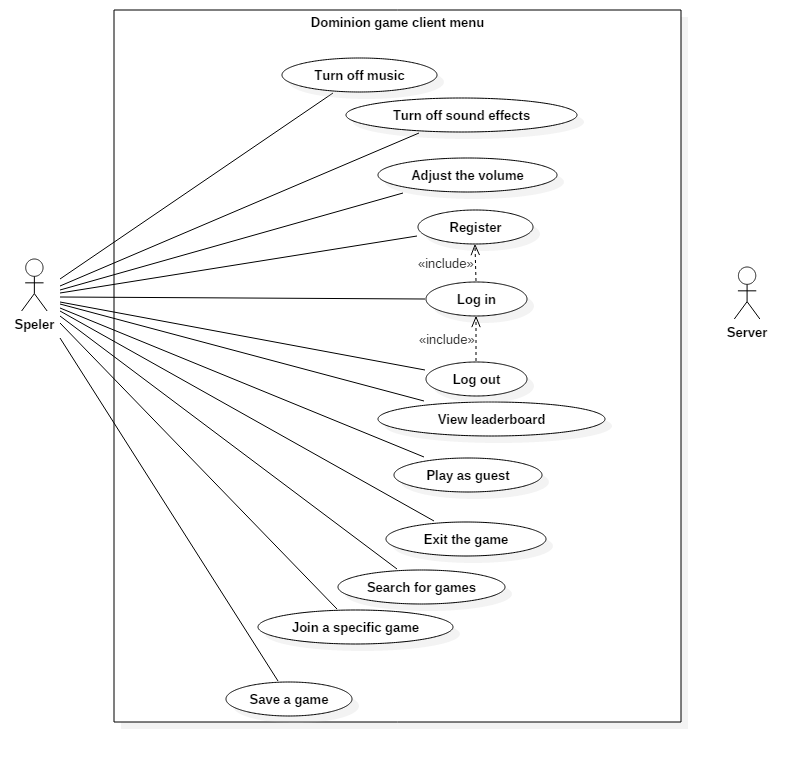 Dominion game client menu
Turn off music
Turn off sound effects
Adjust the volume
Register
«include»
Log in
«include»
Log out
View leaderboard
Play as guest
Exit the game
Search for games
Join a specific game
Save a game
Speler
Server